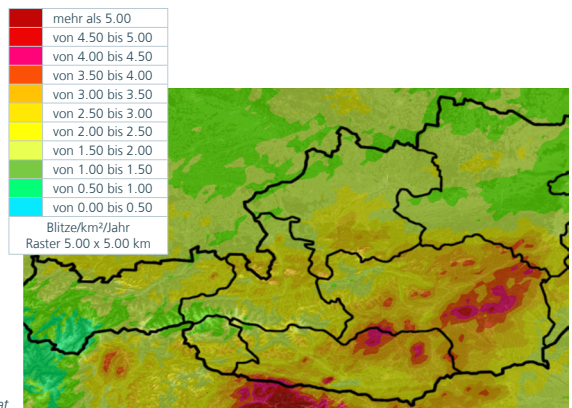 mehr als 5.00
von 4.50 bis 5.00
von 4.00 bis 4.50
von 3.50 bis 4.00
von 3.00 bis 3.50
von 2.50 bis 3.00
von 2.00 bis 2.50
von 1.50 bis 2.00
von 1.00 bis 1.50
von 0.50 bis 1.00
von 0.00 bis 0.50
Blitze/km²/Jahr
Raster 5.00 x 5.00 km
at